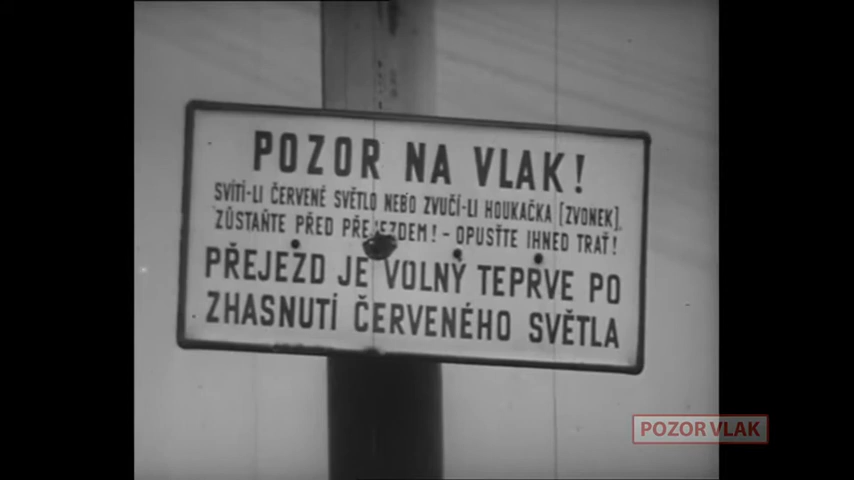 POZOR NA VLAK!
SVÍTÍ-LI ČERVENÉ SVĚTLO NEBO ZVUČÍ-LI HOUKAČKA [ZVONEK],
ZŮSTAŇTE PŘED PŘEJEZDEM! - OPUSŤTE IHNED TRAŤ!
PŘEJEZD JE VOLNÝ TEPRVE PO
ZHASNUTÍ ČERVENÉHO SVĚTLA
POZOR VLAK